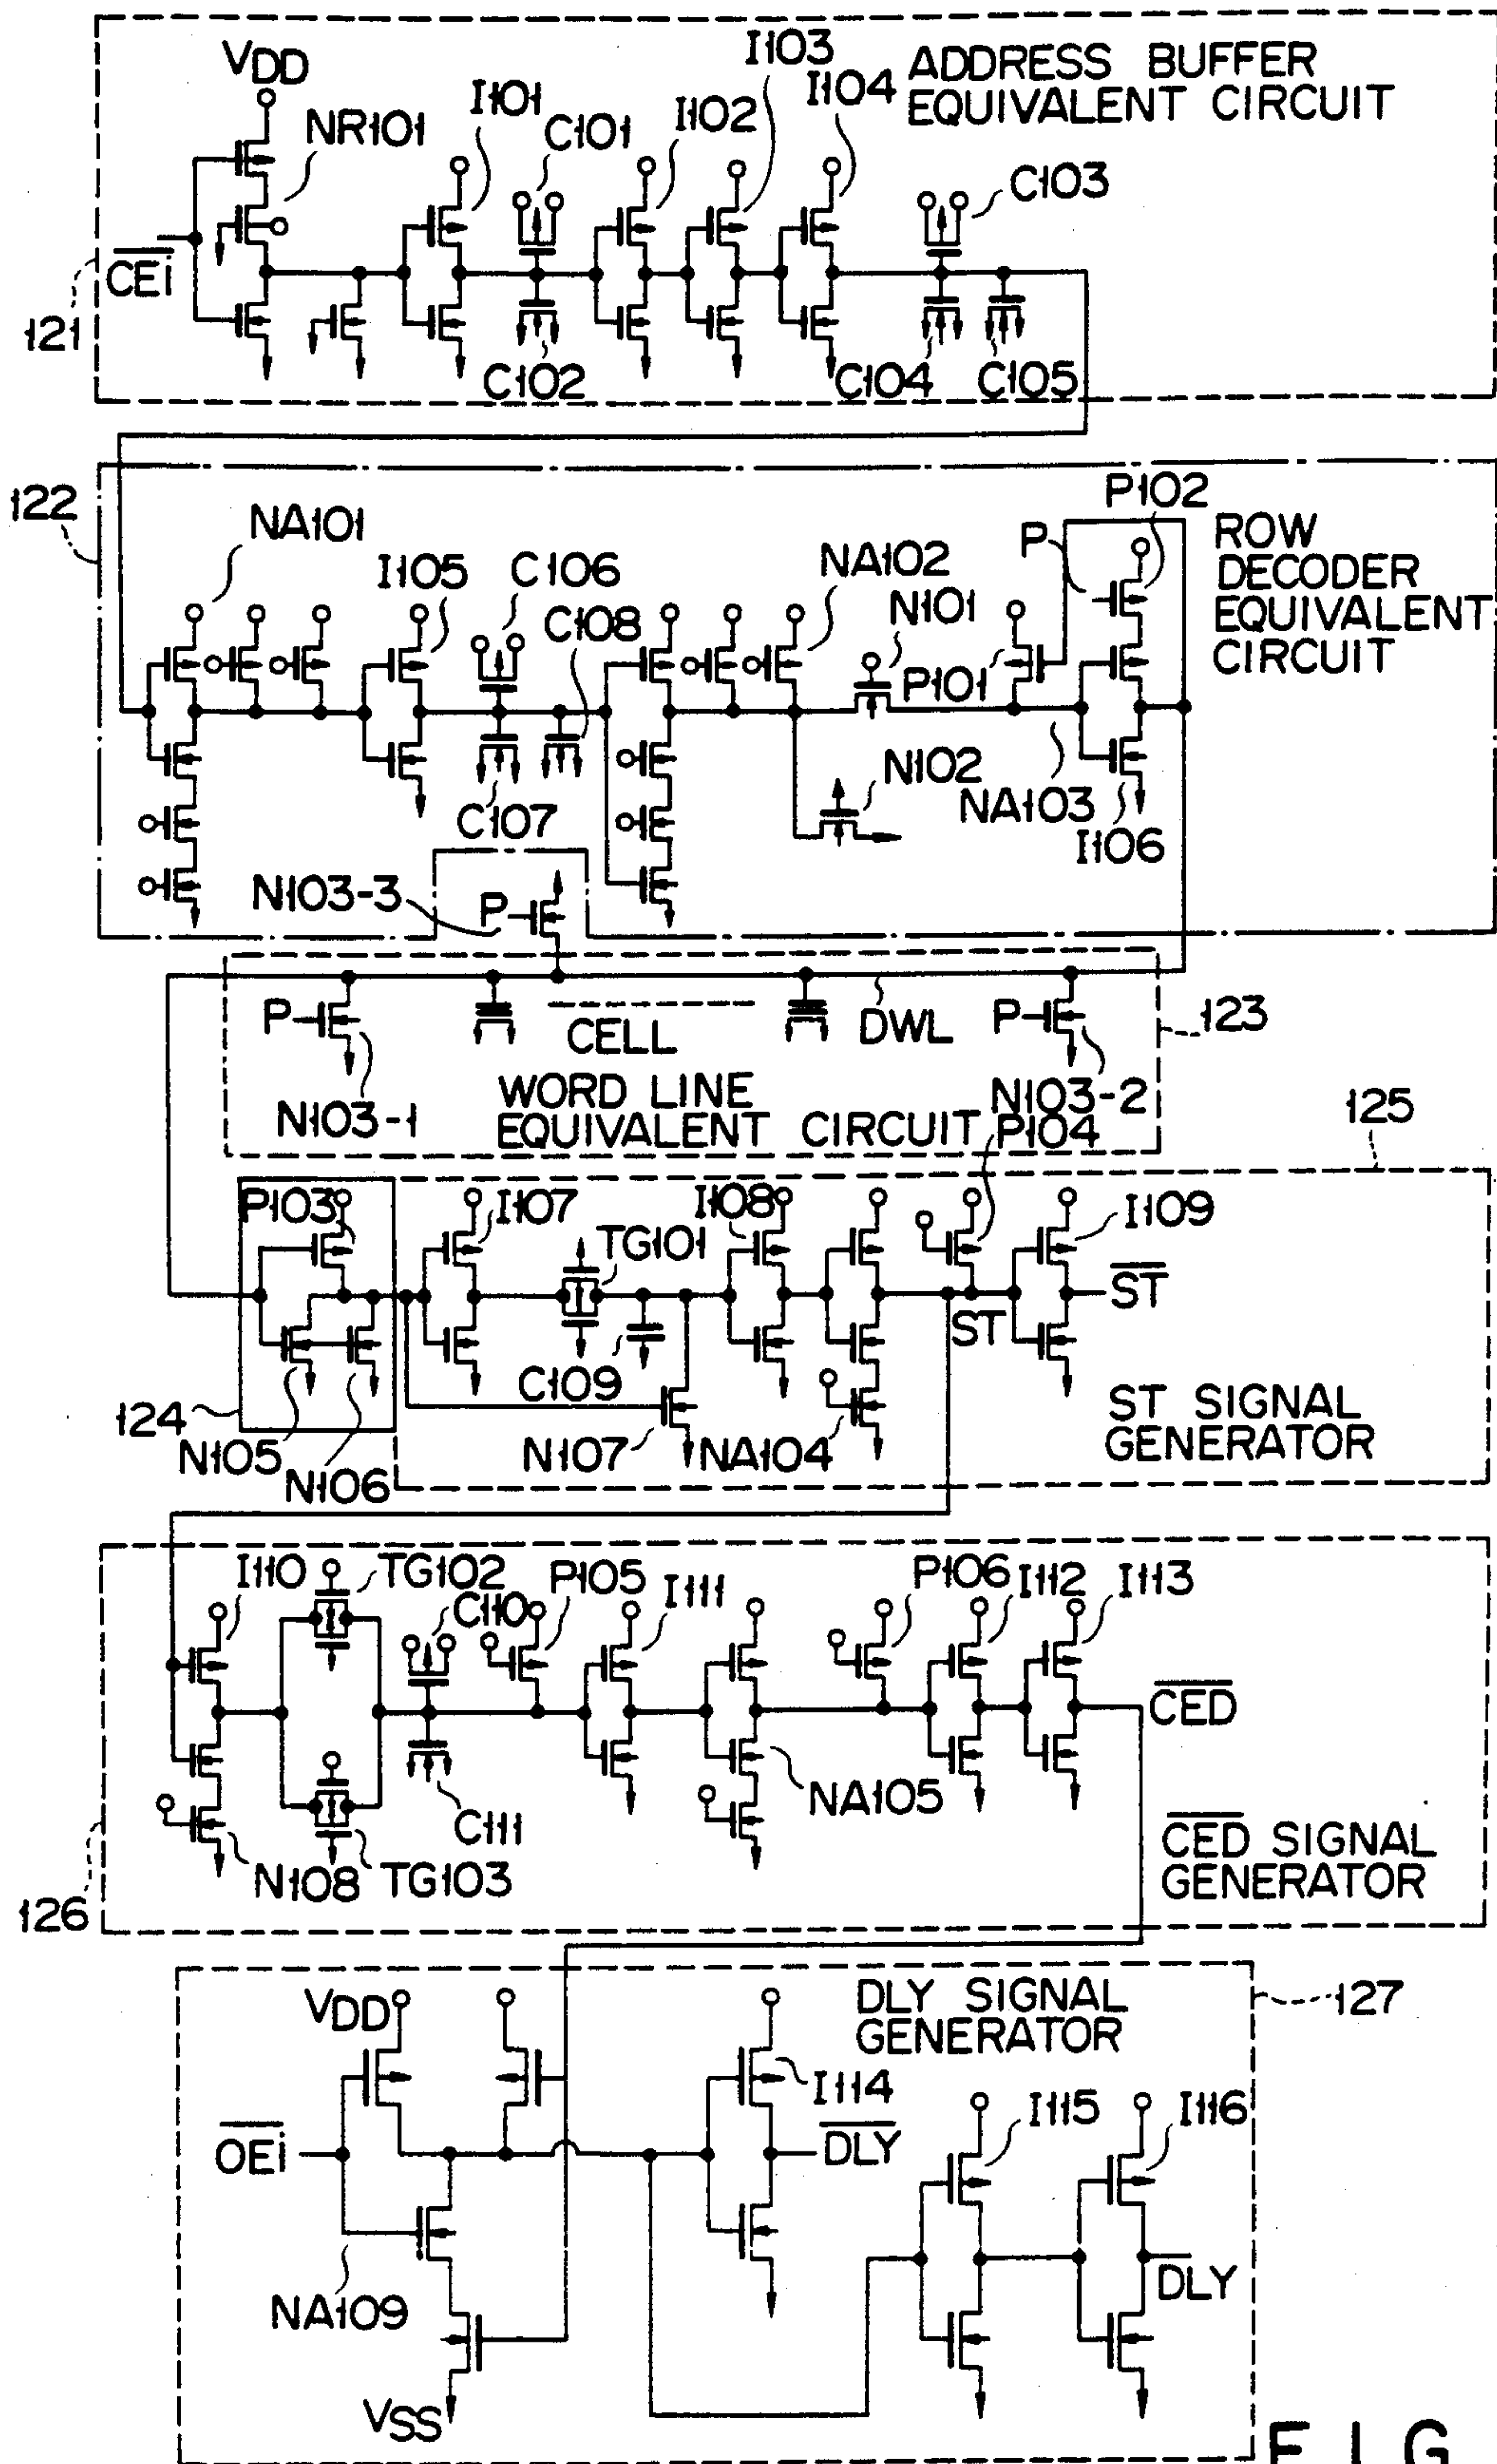 VDD
NR101
I101
C101
I102
I103
I104
ADDRESS BUFFER
EQUIVALENT CIRCUIT
C103
CEi
121
C102
C104
C105
122
NA101
I105
C106
C108
NA102
N101
P101
P
P102
ROW
DECODER
EQUIVALENT
CIRCUIT
C107
N102
NA103
I106
N103-3
P
P
CELL
DWL
P
123
N103-1
WORD LINE
EQUIVALENT CIRCUIT
N103-2
P104
125
P103
I107
TG101
I108
I109
ST
ST
C109
124
N105
N106
N107
NA104
ST SIGNAL
GENERATOR
I110
TG102
C110
P105
I111
P106
I112
I113
CED
NA105
C111
N108
TG103
CED SIGNAL
GENERATOR
126
VDD
DLY SIGNAL
GENERATOR
127
I114
OEi
DLY
I115
I116
DLY
NA109
VSS
FIG